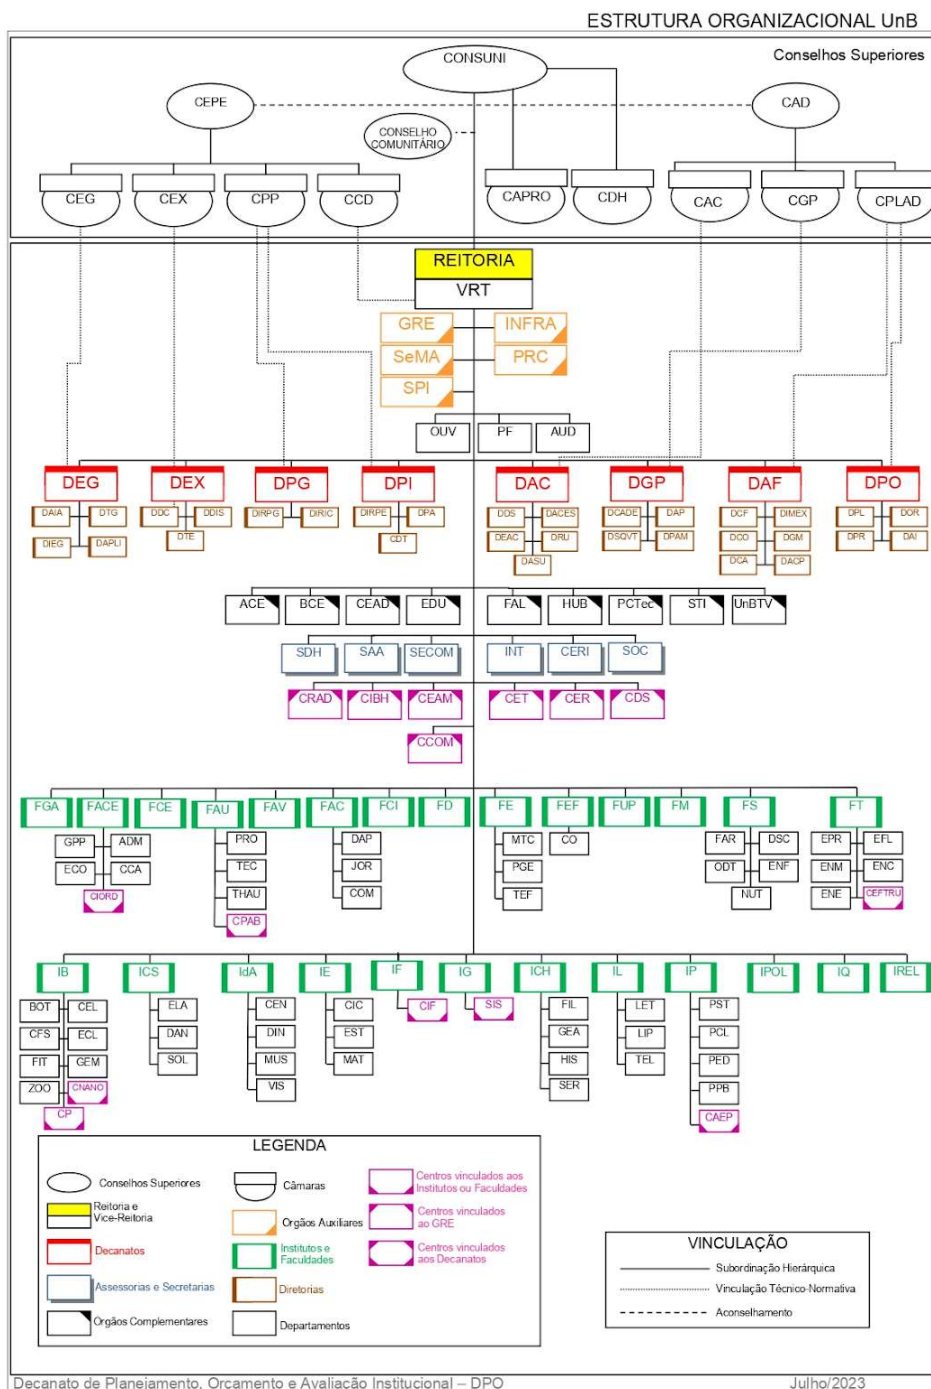 ESTRUTURA ORGANIZACIONAL UnB
Conselhos Superiores
CONSUNI
CEPE
CAD
CONSELHO
COMUNITÁRIO
CEG
CEX
CPP
CCD
CAPRO
CDH
CAC
CGP
CPLAD
REITORIA
VRT
GRE
INFRA
SeMA
PRC
SPI
OUV
PF
AUD
DEG
DEX
DPG
DPI
DAC
DGP
DAF
DPO
DAIA
DTG
DDC
DDIS
DIRPG
DIRIC
DIRPE
DPA
DDS
DACES
DCADE
DAP
DCF
DIMEX
DPL
DOR
DIEG
DAPLI
DTE
CDT
DEAC
DRU
DSQVT
DPAM
DCO
DGM
DPR
DAI
DASU
DCA
DACP
ACE
BCE
CEAD
EDU
FAL
HUB
PCTec
STI
UnBTV
SDH
SAA
SECOM
INT
CERI
SOC
CRAD
CIBH
CEAM
CET
CER
CDS
CCOM
FGA
FACE
FCE
FAU
FAV
FAC
FCI
FD
FE
FEF
FUP
FM
FS
FT
GPP
ADM
PRO
DAP
MTC
CO
FAR
DSC
EPR
EFL
ECO
CCA
TEC
JOR
PGE
ODT
ENF
ENM
ENC
CIORD
THAU
COM
TEF
NUT
ENE
CEFTRU
CPAB
IB
ICS
IdA
IE
IF
IG
ICH
IL
IP
IPOL
IQ
IREL
BOT
CEL
ELA
CEN
CIC
CIF
SIS
FIL
LET
PST
CFS
ECL
DAN
DIN
EST
GEA
LIP
PCL
FIT
GEM
SOL
MUS
MAT
HIS
TEL
PED
ZOO
CNANO
VIS
SER
PPB
CP
CAEP
LEGENDA
Conselhos Superiores
Câmaras
Centros vinculados aos
Institutos ou Faculdades
Reitoria e
Vice-Reitoria
Orgãos Auxiliares
Centros vinculados
ao GRE
Decanatos
Institutos e
Faculdades
Centros vinculados
aos Decanatos
Assessorias e Secretarias
Diretorias
Orgãos Complementares
Departamentos
VINCULAÇÃO
Subordinação Hierárquica
Vinculação Técnico-Normativa
Aconselhamento
Decanato de Planejamento, Orçamento e Avaliação Institucional – DPO
Julho/2023